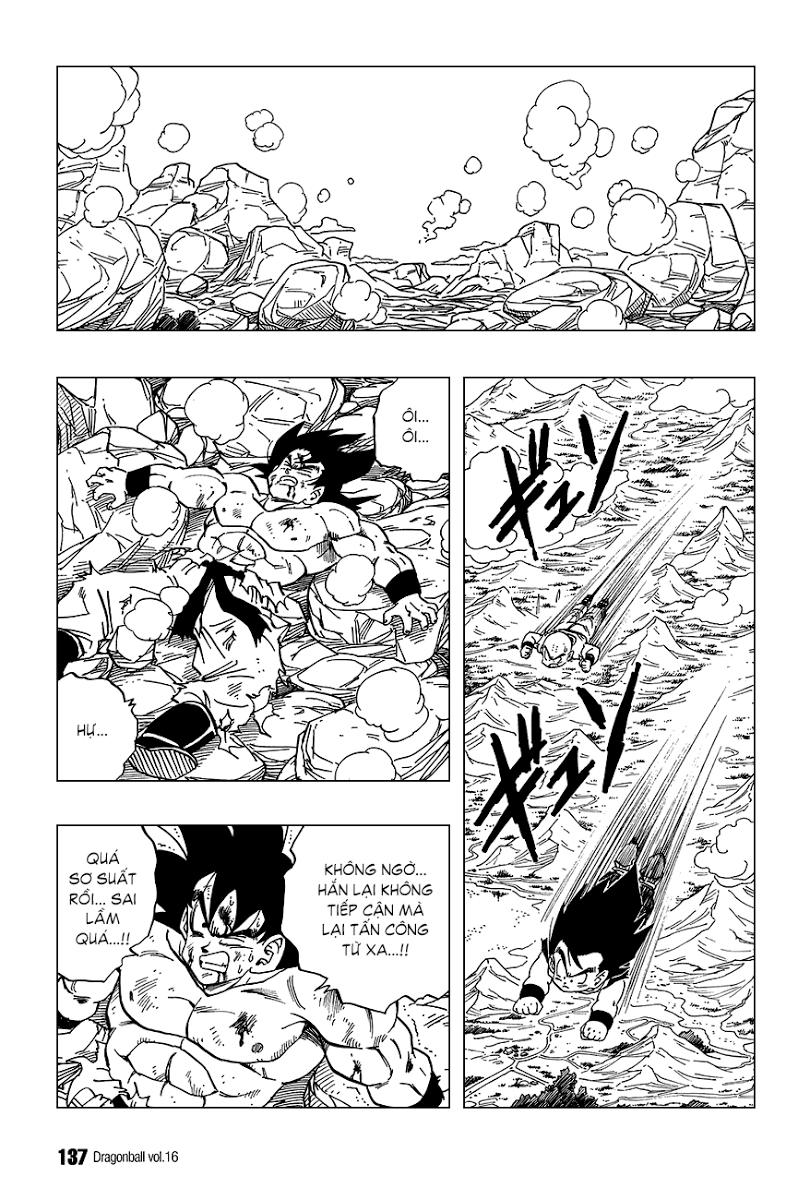 ギュン
ギュン
ÔI...
ÔI...
HỰ...
KHÔNG NGỜ...
HẮN LẠI KHÔNG
TIẾP CẬN MÀ
LẠI TẤN CÔNG
TỪ XA...!!
QUÁ
SƠ SUẤT
RỒI... SAI
LẦM
QUÁ...!!
137 Dragonball vol.16